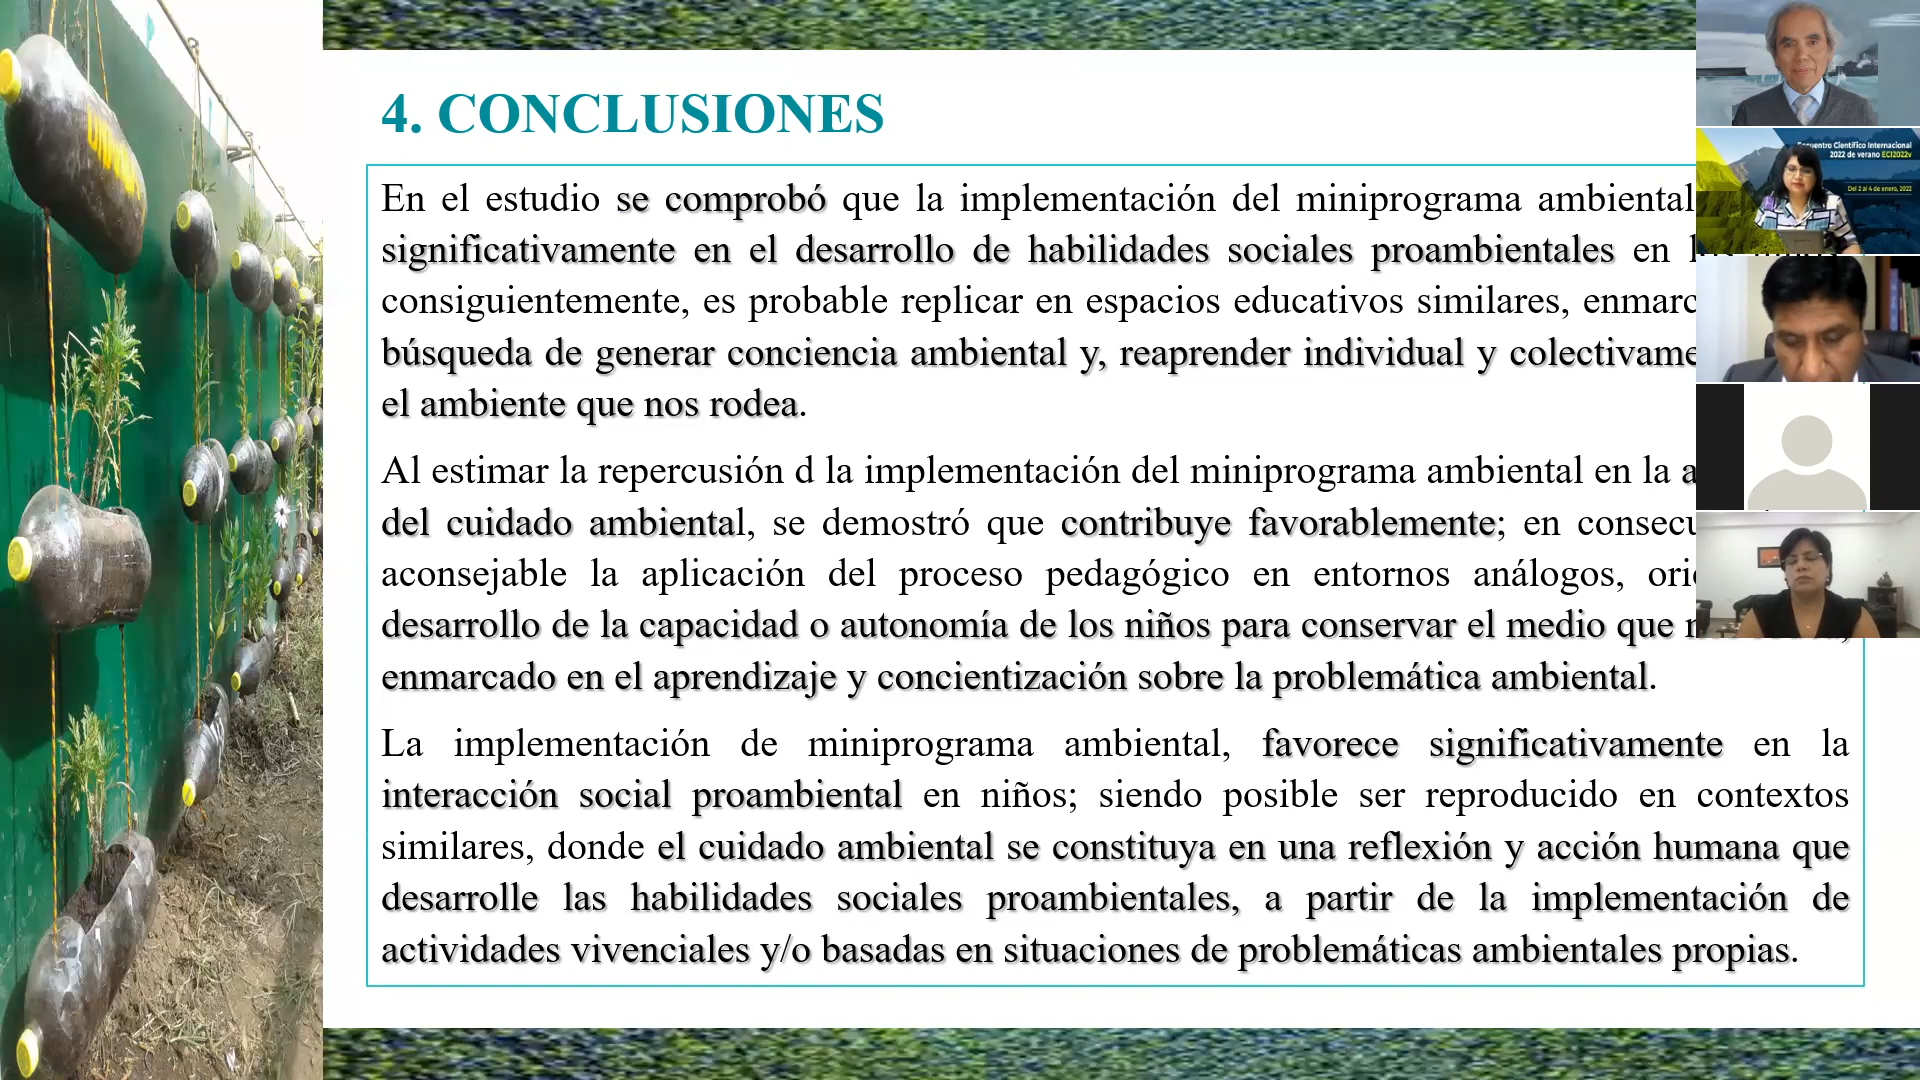 4. CONCLUSIONES
En el estudio se comprobó que la implementación del miniprograma ambiental
significativamente en el desarrollo de habilidades sociales proambientales en
consiguientemente, es probable replicar en espacios educativos similares,
búsqueda de generar conciencia ambiental y, reaprender individual y
el ambiente que nos rodea.
Al estimar la repercusión d la implementación del miniprograma ambiental en la
del cuidado ambiental, se demostró que contribuye favorablemente; en
aconsejable la aplicación del proceso pedagógico en entornos análogos,
desarrollo de la capacidad o autonomía de los niños para conservar el medio que
enmarcado en el aprendizaje y concientización sobre la problemática ambiental.
La implementación de miniprograma ambiental, favorece significativamente en la
interacción social proambiental en niños; siendo posible ser reproducido en contextos
similares, donde el cuidado ambiental se constituya en una reflexión y acción humana que
desarrolle las habilidades sociales proambientales, a partir de la implementación de
actividades vivenciales y/o basadas en situaciones de problemáticas ambientales propias.
Científico Internacional
2022 de verano ECI2022v
Del 2 al 4 de enero, 2022